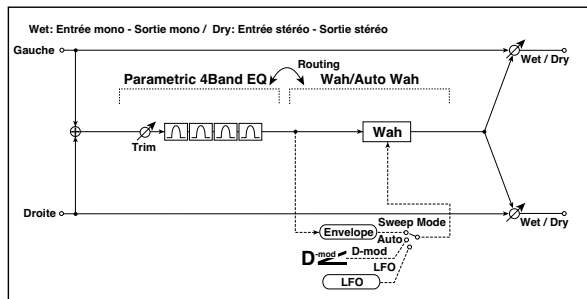 Wet: Entrée mono - Sortie mono / Dry: Entrée stéréo - Sortie stéréo
Gauche
Wet / Dry
Routing
Parametric 4Band EQ
Wah/Auto Wah
Trim
Wah
Droite
Wet / Dry
Sweep Mode
Envelope
Auto
D-mod
D-mod
LFO
LFO